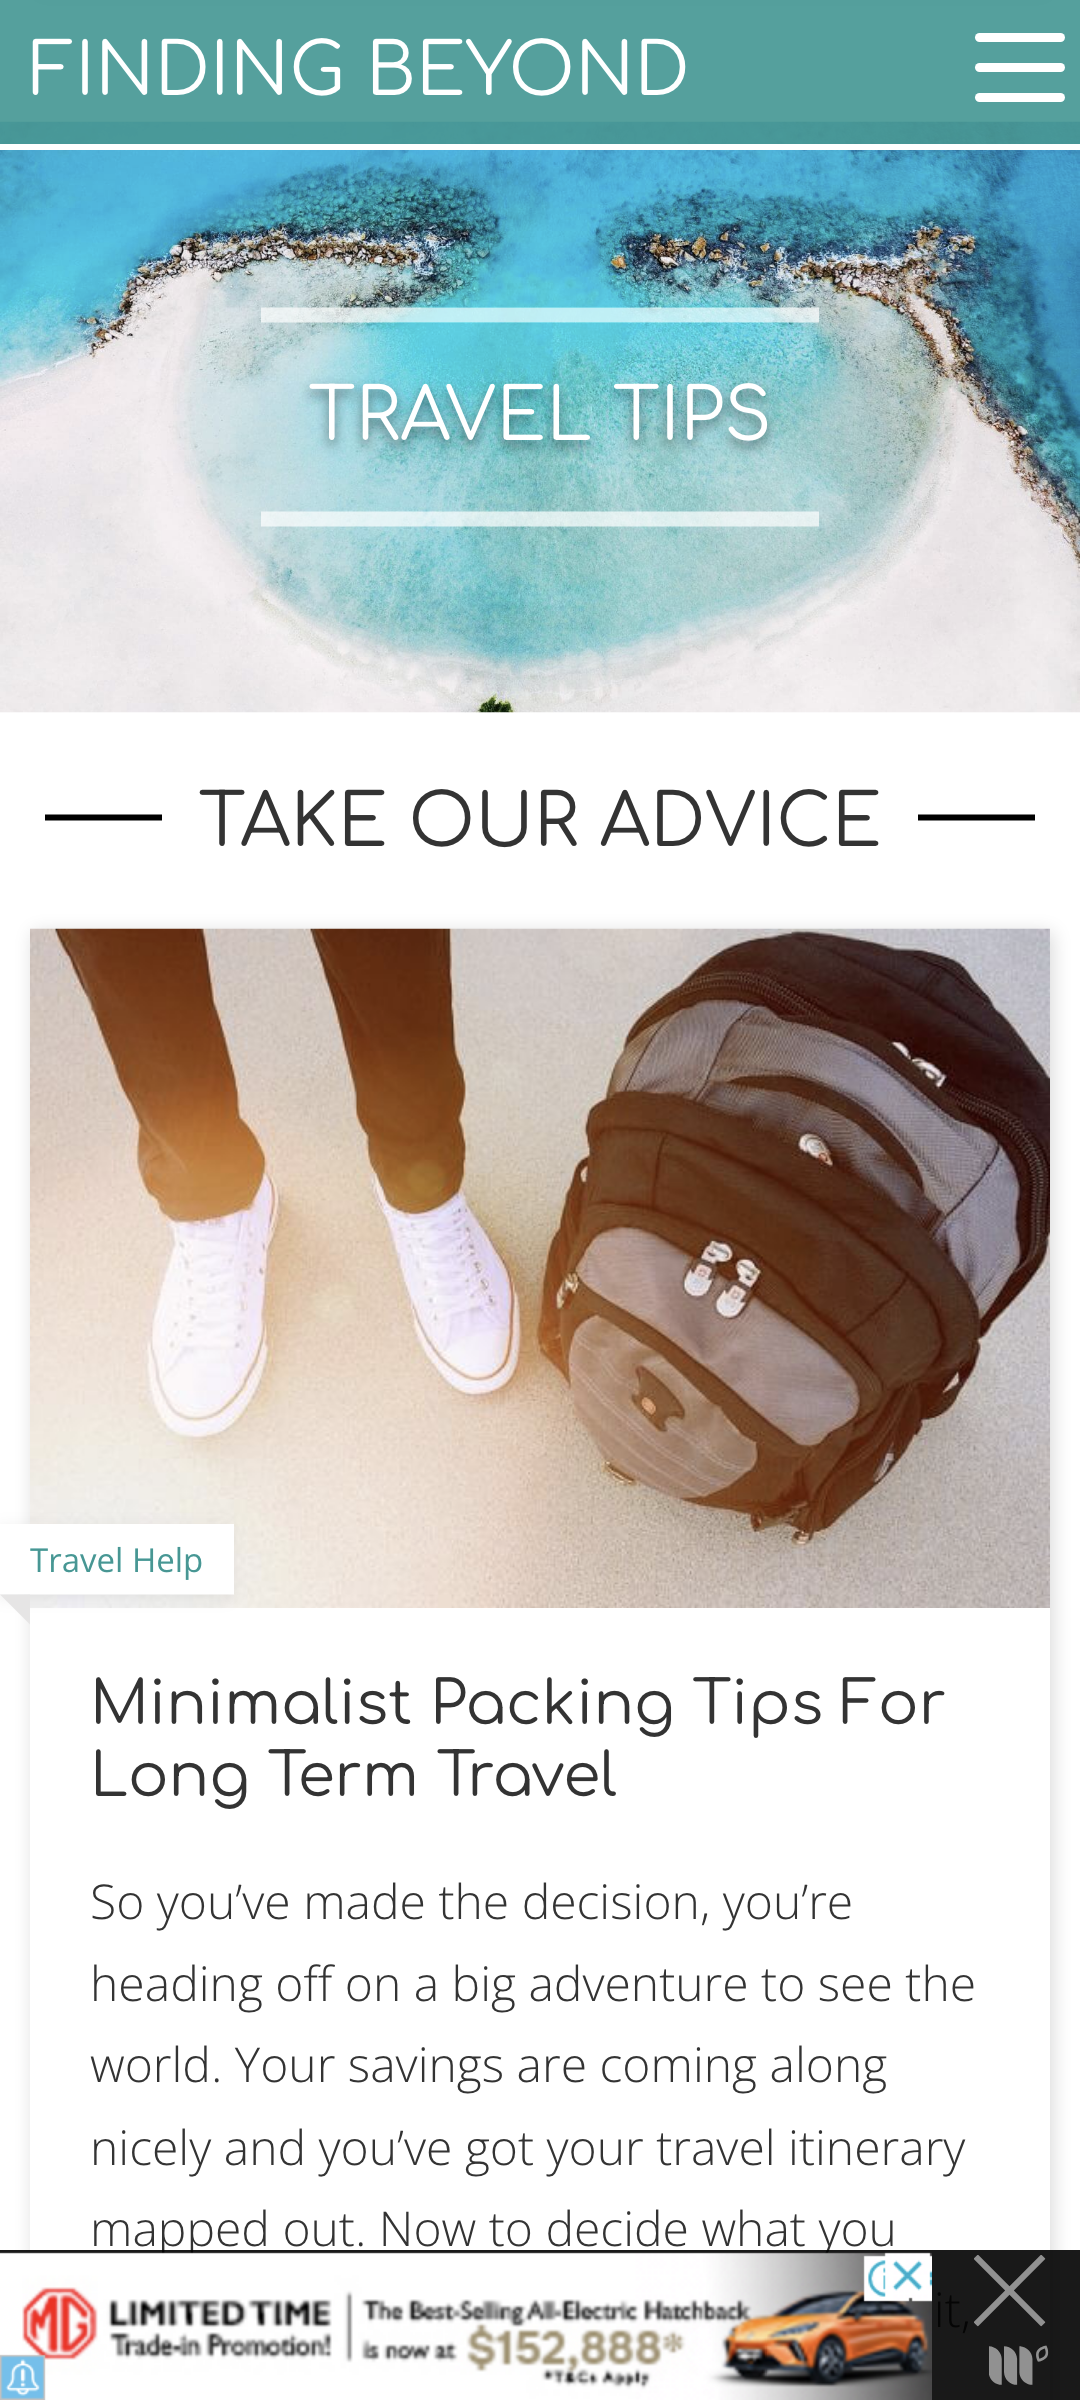 FINDING BEYOND
TRAVEL TIPS
TAKE OUR ADVICE
Travel Help
Minimalist Packing Tips For
Long Term Travel
So you’ve made the decision, you’re
heading off on a big adventure to see the
world. Your savings are coming along
nicely and you’ve got your travel itinerary
mapped out. Now to decide what you
it,
MG
LIMITED TIME
Trade-in Promotion!
The Best-Selling All-Electric Hatchback
is now at $152,888*
*T&Cs Apply